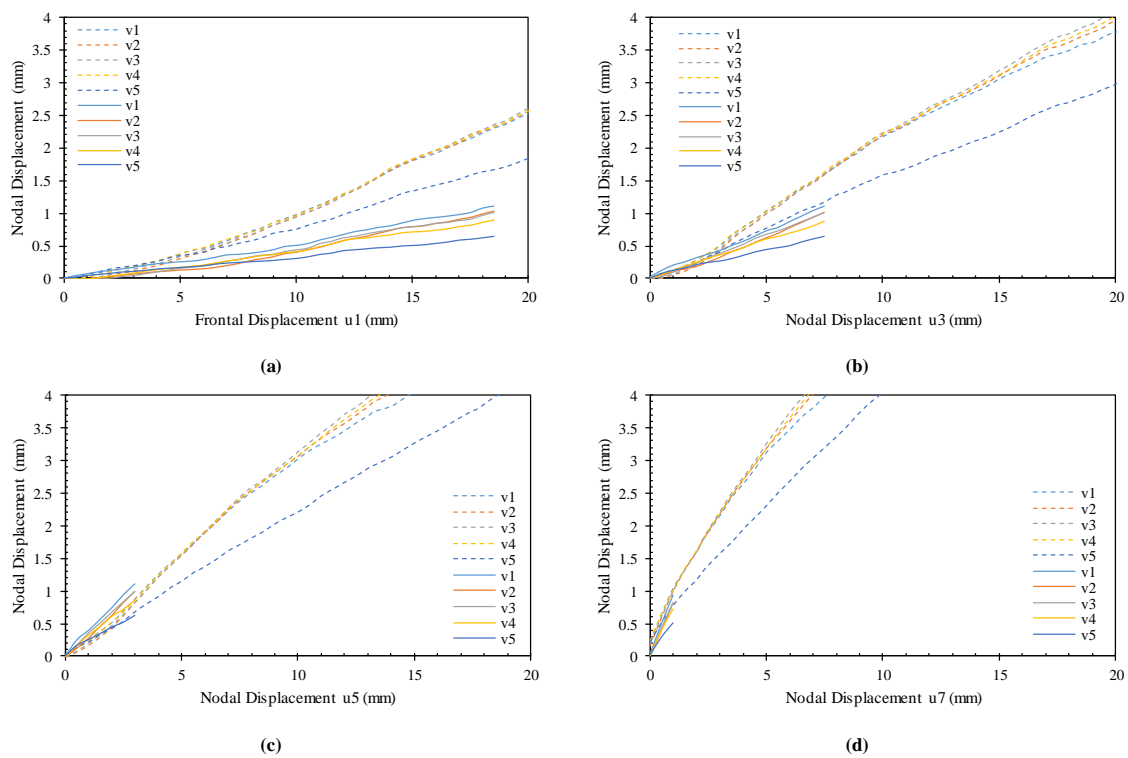 4
3.5
3
2.5
2
1.5
1
0.5
0
Nodal Displacement (mm)
v1
v2
v3
v4
v5
v1
v2
v3
v4
v5
0 5 10 15 20
Frontal Displacement u1 (mm)
(a)
4
3.5
3
2.5
2
1.5
1
0.5
0
Nodal Displacement (mm)
v1
v2
v3
v4
v5
v1
v2
v3
v4
v5
0 5 10 15 20
Nodal Displacement u3 (mm)
(b)
4
3.5
3
2.5
2
1.5
1
0.5
0
Nodal Displacement (mm)
v1
v2
v3
v4
v5
v1
v2
v3
v4
v5
0 5 10 15 20
Nodal Displacement u5 (mm)
(c)
4
3.5
3
2.5
2
1.5
1
0.5
0
Nodal Displacement (mm)
v1
v2
v3
v4
v5
v1
v2
v3
v4
v5
0 5 10 15 20
Nodal Displacement u7 (mm)
(d)